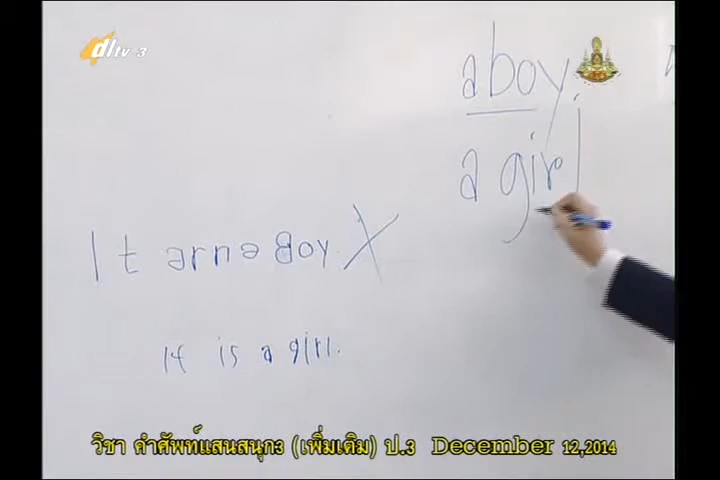 dltv 3
a boy.
a girl
It arna Boy.
It is a girl.
วิชา คำศัพท์แสนสนุก3 (เพิ่มเติม) ป.3 December 12,2014